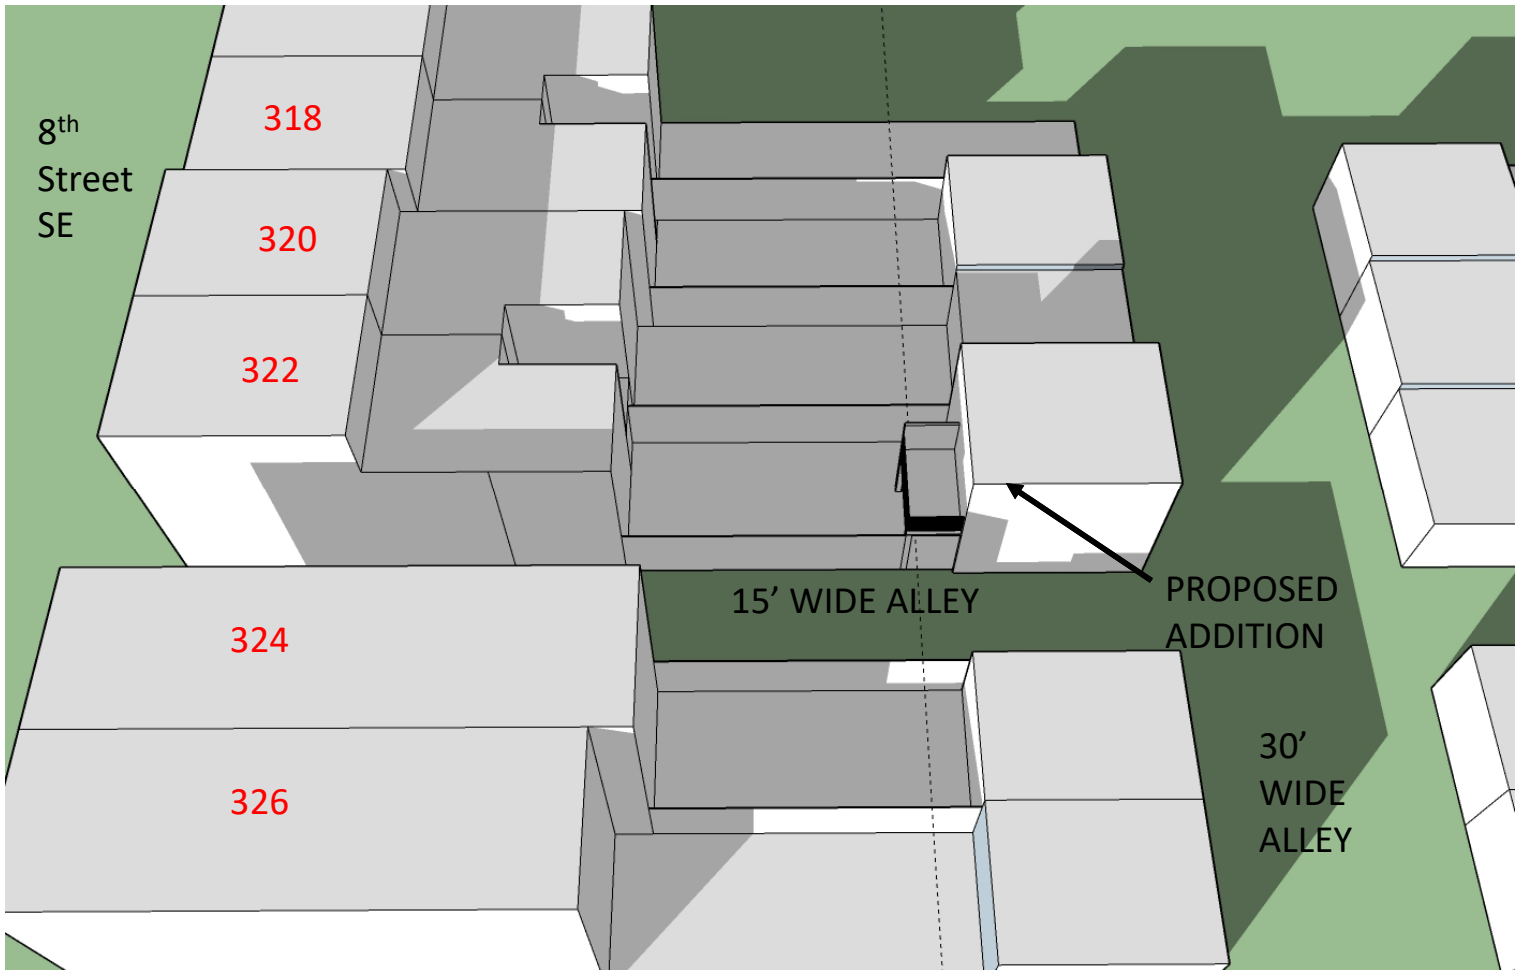 8th
Street
SE
318
320
322
15’ WIDE ALLEY
PROPOSED
ADDITION
324
326
30’
WIDE
ALLEY